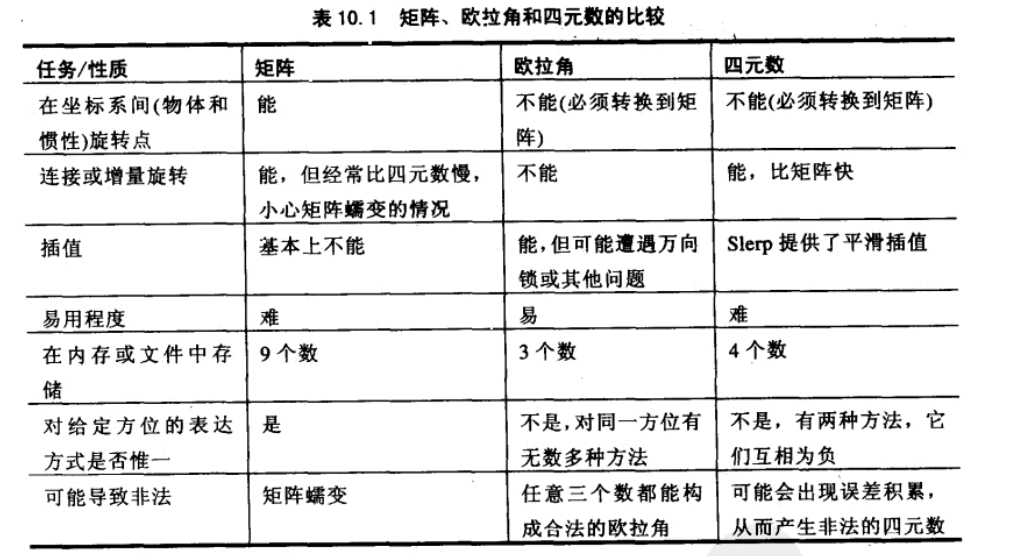 表 10.1 矩阵、欧拉角和四元数的比较
任务/性质 矩阵 欧拉角 四元数
在坐标系间(物体和 能 不能(必须转换到矩 不能(必须转换到矩阵)
惯性)旋转点 阵)
连接或增量旋转 能，但经常比四元数慢， 不能 能，比矩阵快
小心矩阵蠕变的情况
插值 基本上不能 能，但可能遭遇万向 Slerp 提供了平滑插值
锁或其他问题
易用程度 难 易 难
在内存或文件中存 9 个数 3 个数 4 个数
储
对给定方位的表达 是 不是，对同一方位有 不是，有两种方法，它
方式是否惟一 无数多种方法 们互相为负
可能导致非法 矩阵蠕变 任意三个数都能构 可能会出现误差积累，
成合法的欧拉角 从而产生非法的四元数